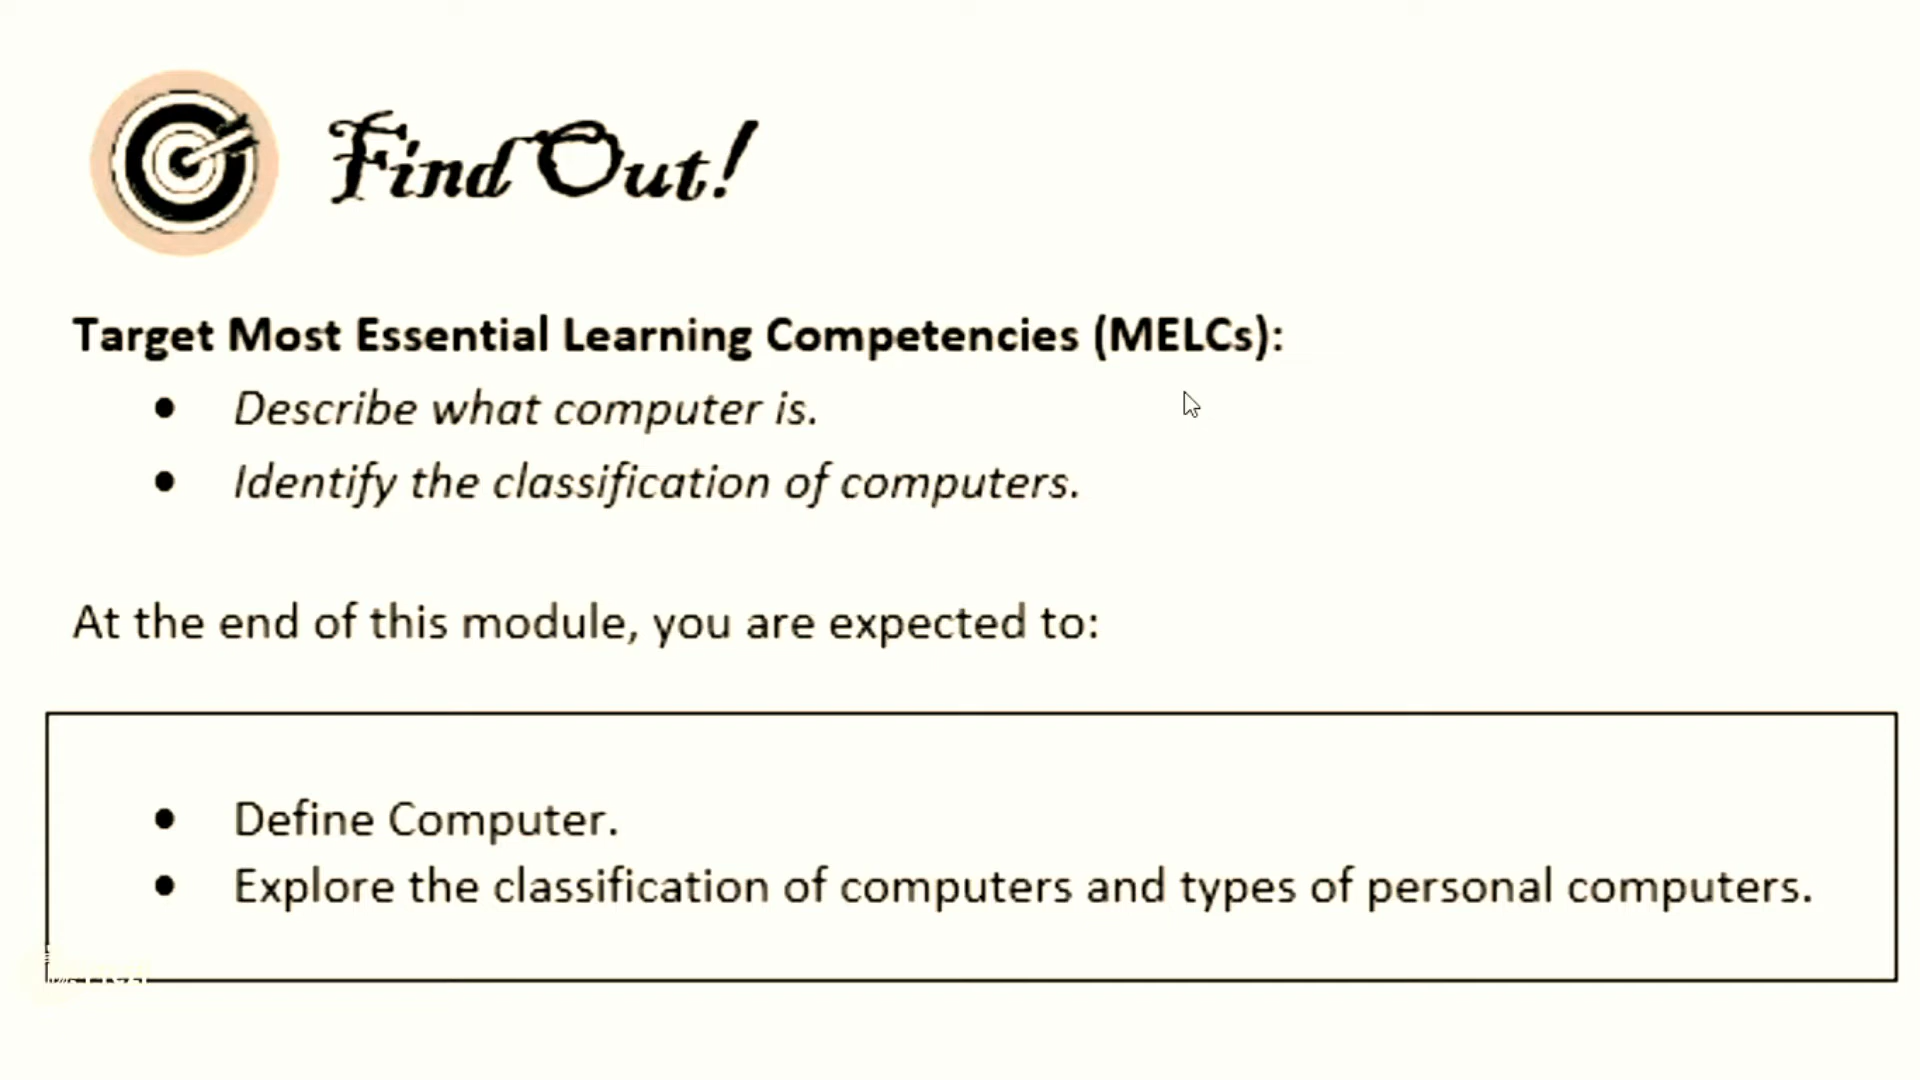 Find Out!
Target Most Essential Learning Competencies (MELCs):
• Describe what computer is.
• Identify the classification of computers.
At the end of this module, you are expected to:
• Define Computer.
• Explore the classification of computers and types of personal computers.